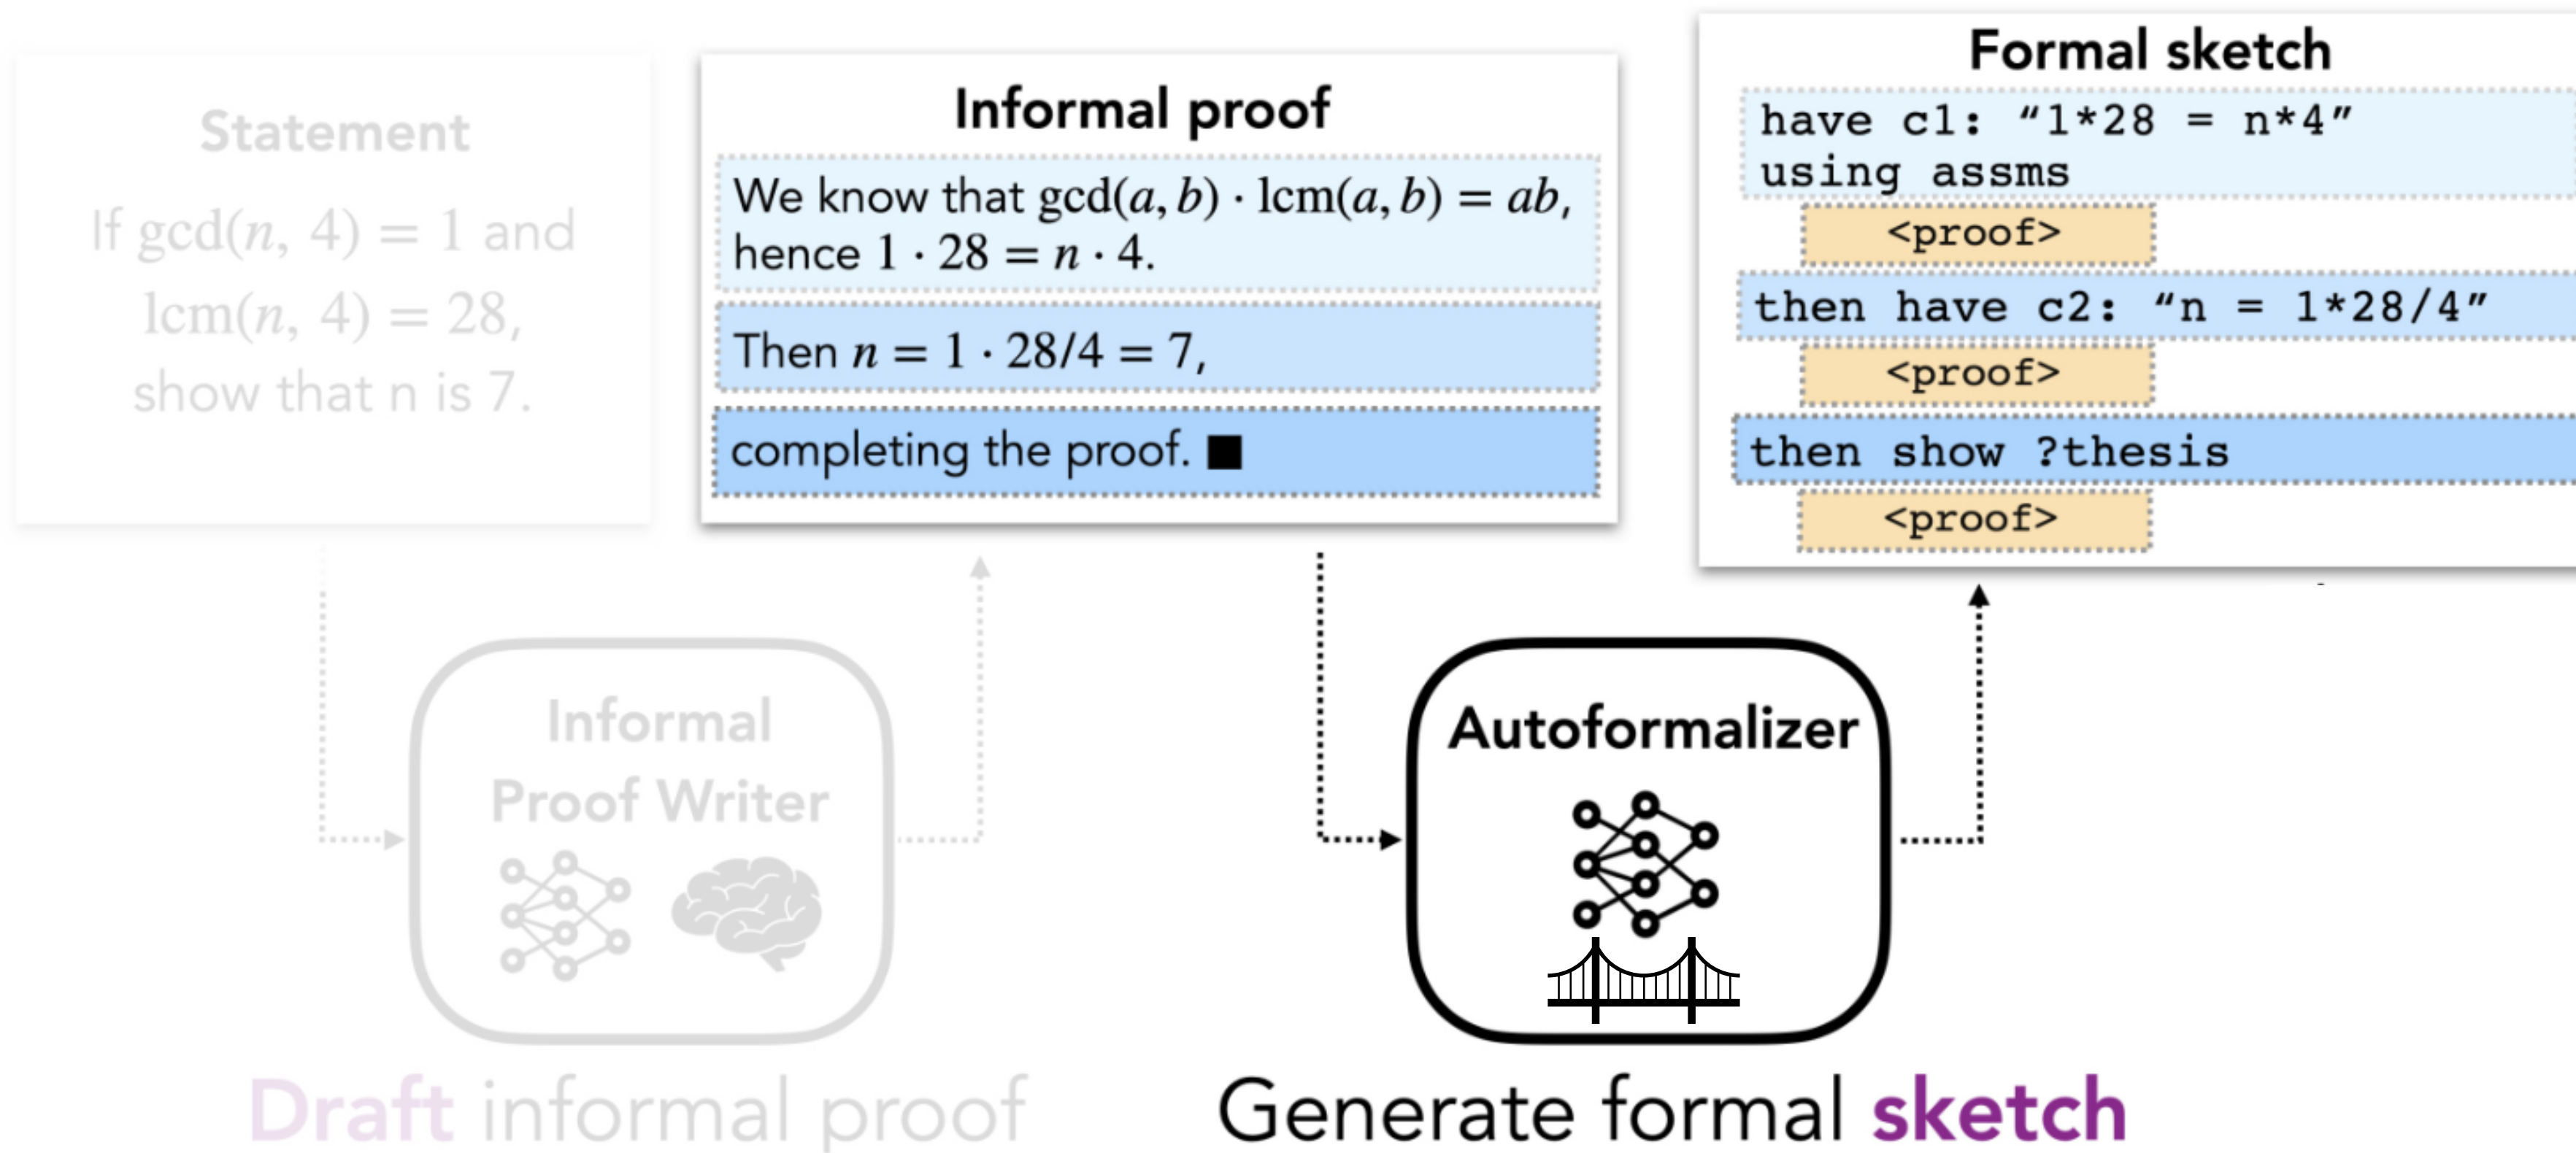 Statement
If gcd(n, 4) = 1 and
lcm(n, 4) = 28,
show that n is 7.
Informal proof
We know that gcd(a, b) · lcm(a, b) = ab,
hence 1 · 28 = n · 4.
Then n = 1 · 28/4 = 7,
completing the proof. ■
Formal sketch
have c1: “1*28 = n*4”
using assms
<proof>
then have c2: “n = 1*28/4”
<proof>
then show ?thesis
<proof>
Informal
Proof Writer
Autoformalizer
Draft informal proof
Generate formal sketch